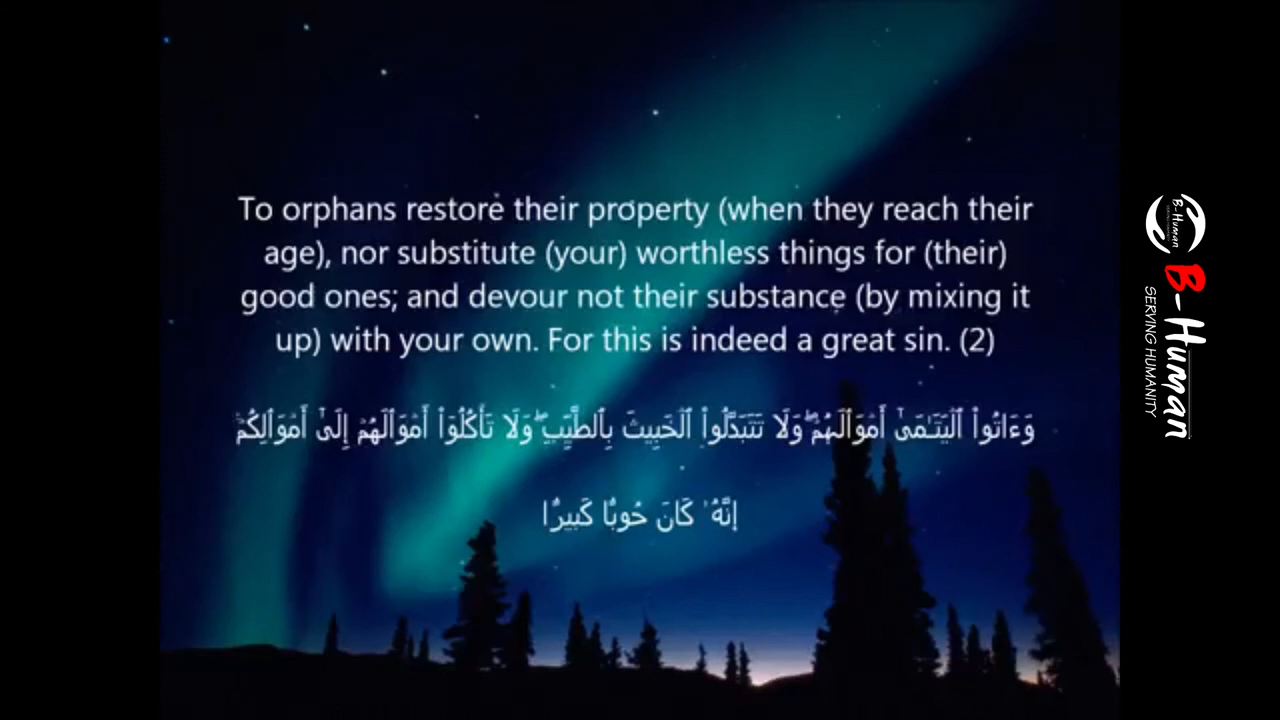 To orphans restore their property (when they reach their
age), nor substitute (your) worthless things for (their)
good ones; and devour not their substance (by mixing it
up) with your own. For this is indeed a great sin. (2)
وَءَاتُوا۟ ٱلْيَتَـٰمَىٰٓ أَمْوَٰلَهُمْ ۖ وَلَا تَتَبَدَّلُوا۟ ٱلْخَبِيثَ بِٱلطَّيِّبِ ۖ وَلَا تَأْكُلُوٓا۟ أَمْوَٰلَهُمْ إِلَىٰٓ أَمْوَٰلِكُمْ ۚ
إِنَّهُۥ كَانَ حُوبًا كَبِيرًا
B-Human
B-Human
SERVING HUMANITY